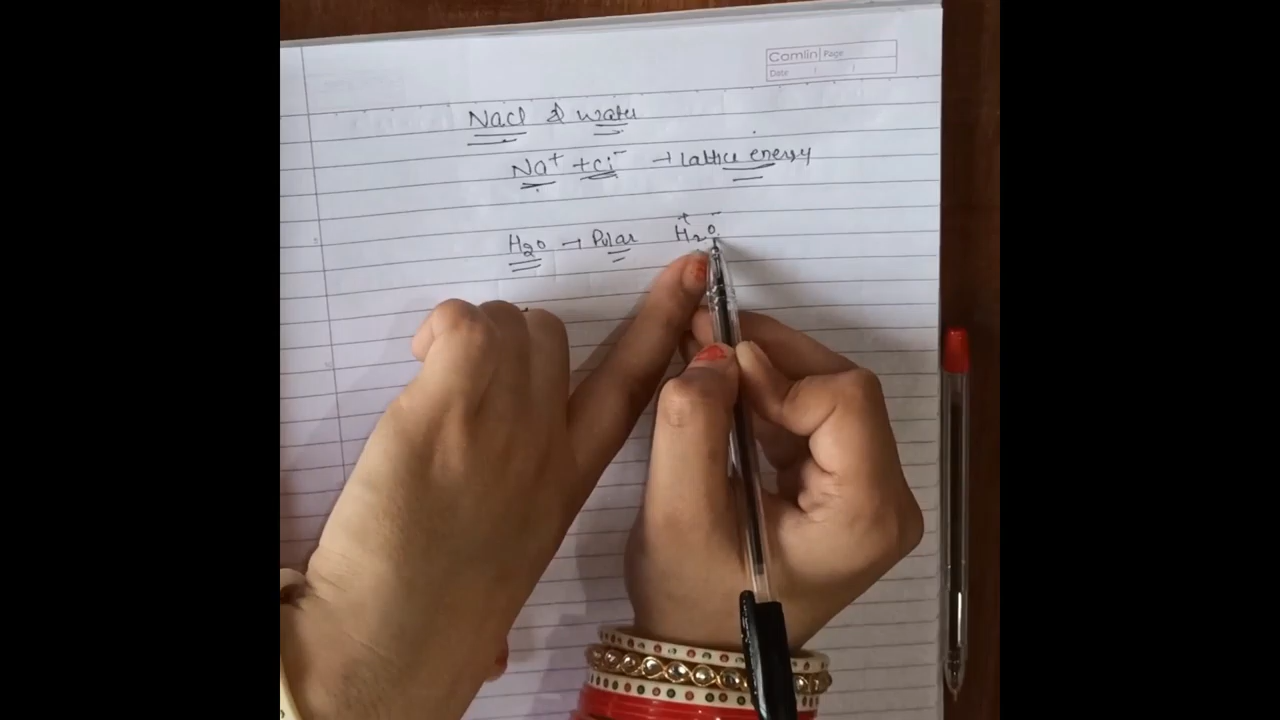 Camlin Page
Date
NaCl & water
Na⁺ + Cl⁻ → Lattice energy
+ -
H₂O → Polar H₂O